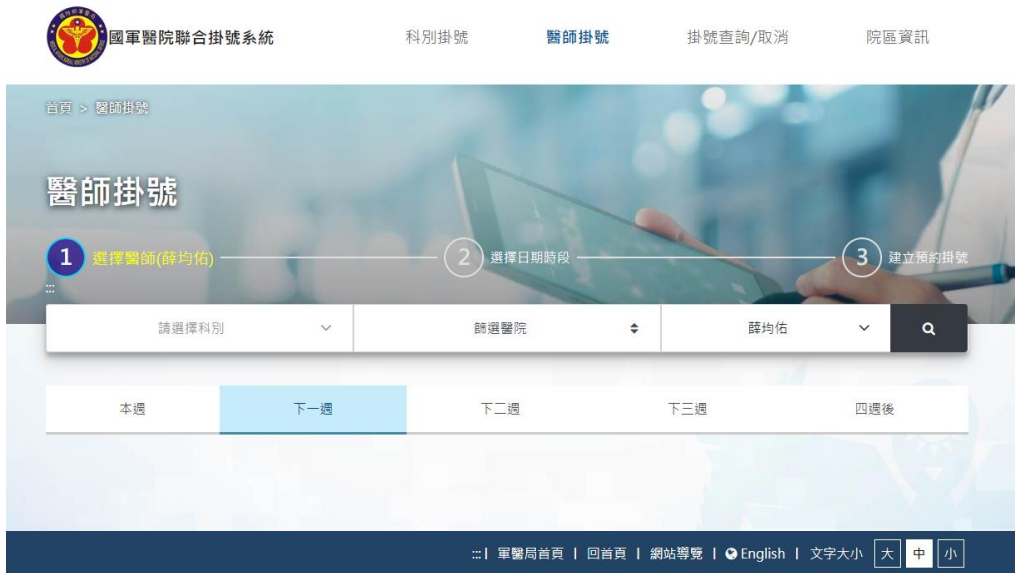 國軍醫院聯合掛號系統
科別掛號 醫師掛號 掛號查詢/取消 院區資訊
首頁 > 醫師掛號
醫師掛號
1 選擇醫師(薛均佑) 2 選擇日期時段 3 建立預約掛號
:::
請選擇科別 篩選醫院 薛均佑
本週 下一週 下二週 下三週 四週後
:::| 軍醫局首頁 | 回首頁 | 網站導覽 | English | 文字大小 大 中 小